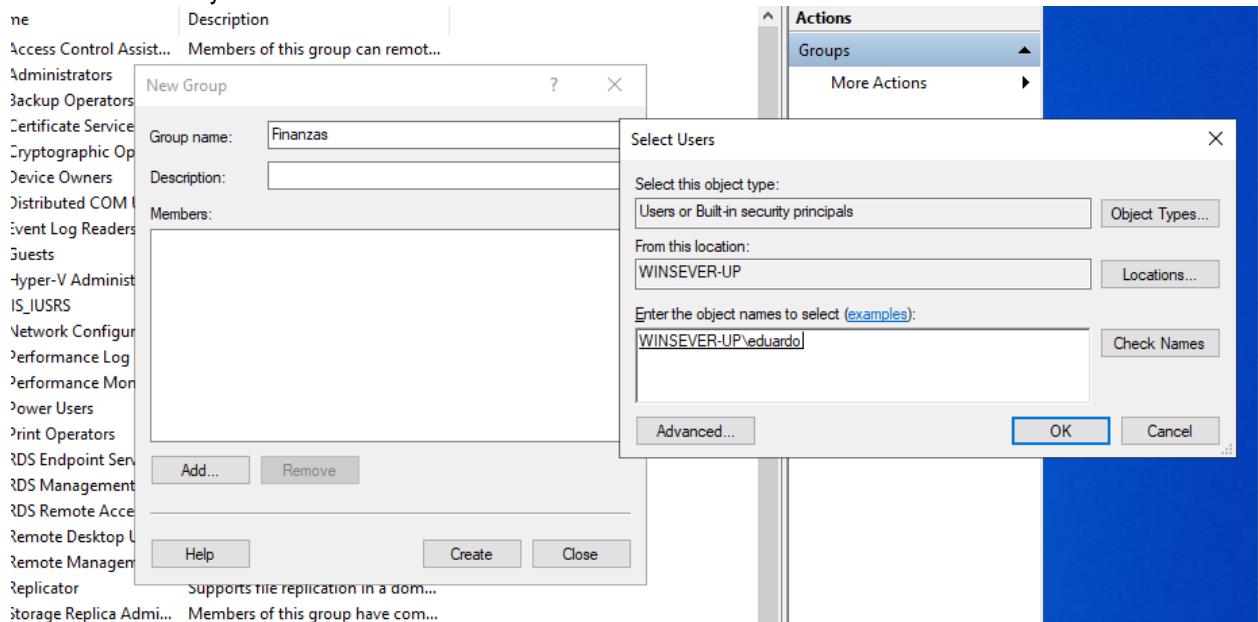 me Description
Access Control Assist... Members of this group can remot...
Administrators
Backup Operators
Certificate Service
Cryptographic Op
Device Owners
Distributed COM U
Event Log Readers
Guests
Hyper-V Administ
IIS_IUSRS
Network Configur
Performance Log
Performance Mon
Power Users
Print Operators
RDS Endpoint Serv
RDS Management
RDS Remote Acce
Remote Desktop U
Remote Managem
Replicator Supports file replication in a dom...
Storage Replica Admi... Members of this group have com...
New Group ? ×
Group name: Finanzas
Description:
Members:
Add... Remove
Help Create Close
Actions
Groups
More Actions
Select Users ×
Select this object type:
Users or Built-in security principals Object Types...
From this location:
WINSEVER-UP Locations...
Enter the object names to select (examples):
WINSEVER-UP\eduardo Check Names
Advanced... OK Cancel